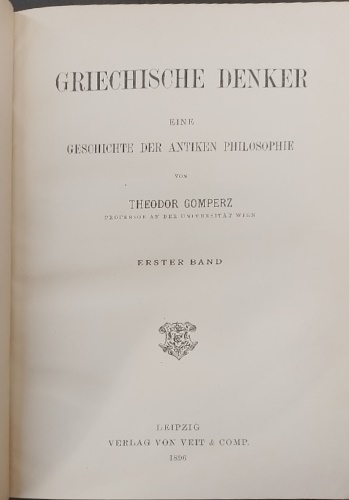 GRIECHISCHE DENKER
EINE
GESCHICHTE DER ANTIKEN PHILOSOPHIE
VON
THEODOR GOMPERZ
PROFESSOR AN DER UNIVERSITÄT WIEN
ERSTER BAND
LEIPZIG
VERLAG VON VEIT & COMP.
1896